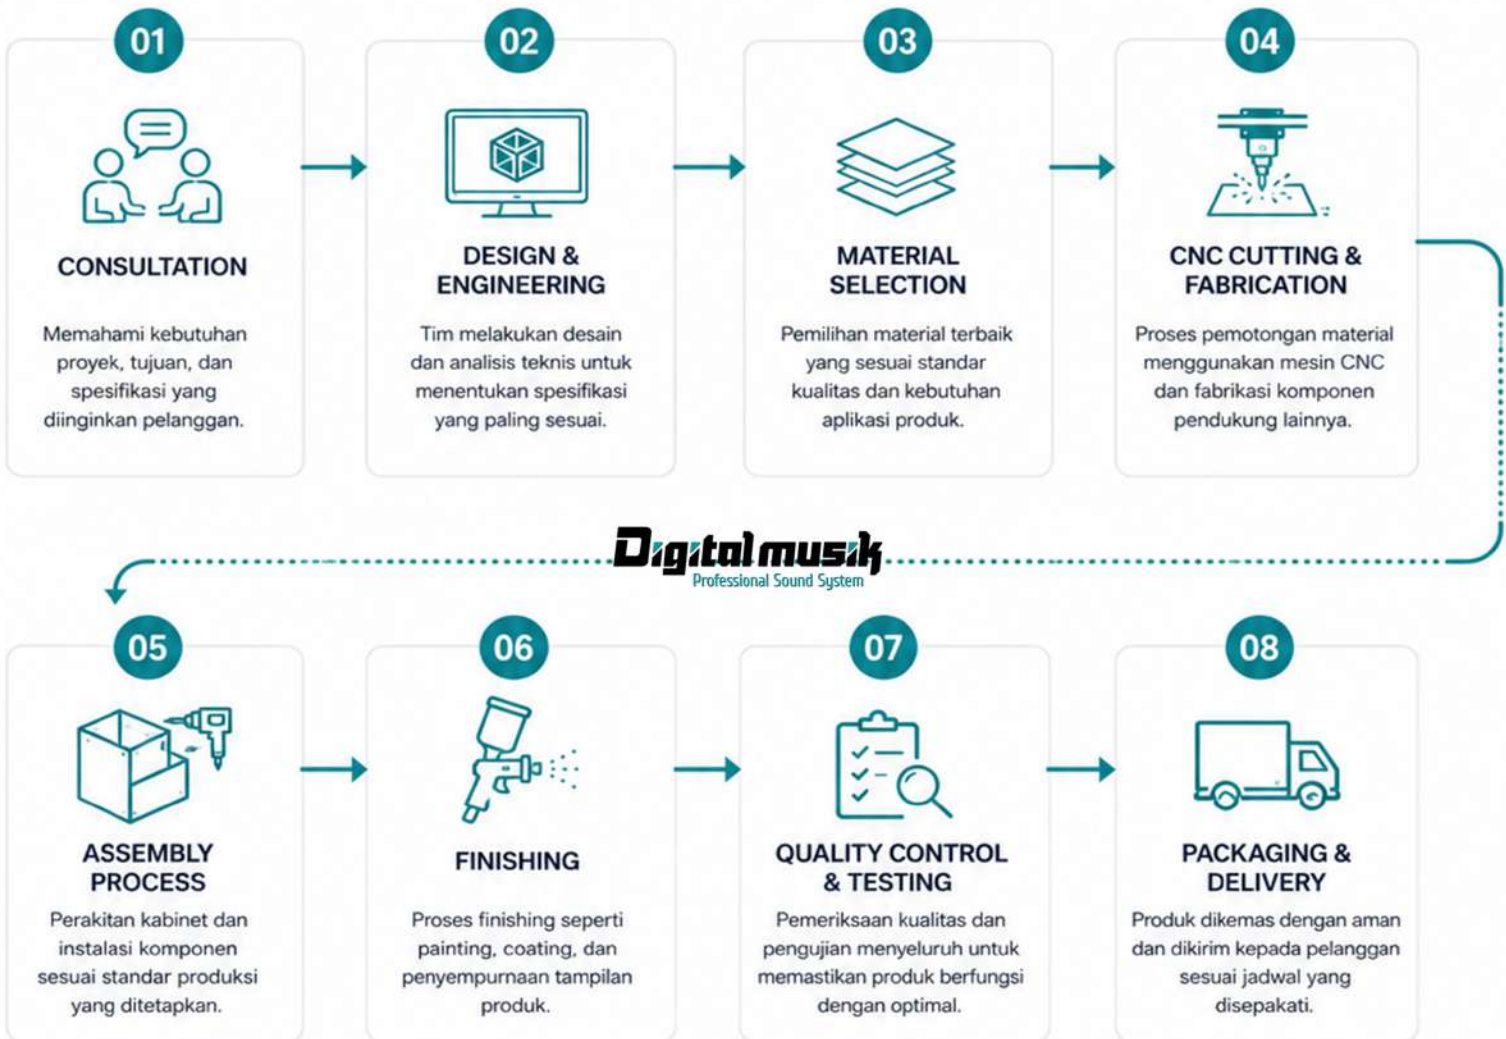 01
CONSULTATION
Memahami kebutuhan
proyek, tujuan, dan
spesifikasi yang
diinginkan pelanggan.
02
DESIGN &
ENGINEERING
Tim melakukan desain
dan analisis teknis untuk
menentukan spesifikasi
yang paling sesuai.
03
MATERIAL
SELECTION
Pemilihan material terbaik
yang sesuai standar
kualitas dan kebutuhan
aplikasi produk.
04
CNC CUTTING &
FABRICATION
Proses pemotongan material
menggunakan mesin CNC
dan fabrikasi komponen
pendukung lainnya.
Digital musik
Professional Sound System
05
ASSEMBLY
PROCESS
Perakitan kabinet dan
instalasi komponen
sesuai standar produksi
yang ditetapkan.
06
FINISHING
Proses finishing seperti
painting, coating, dan
penyempurnaan tampilan
produk.
07
QUALITY CONTROL
& TESTING
Pemeriksaan kualitas dan
pengujian menyeluruh untuk
memastikan produk berfungsi
dengan optimal.
08
PACKAGING &
DELIVERY
Produk dikemas dengan aman
dan dikirim kepada pelanggan
sesuai jadwal yang
disepakati.